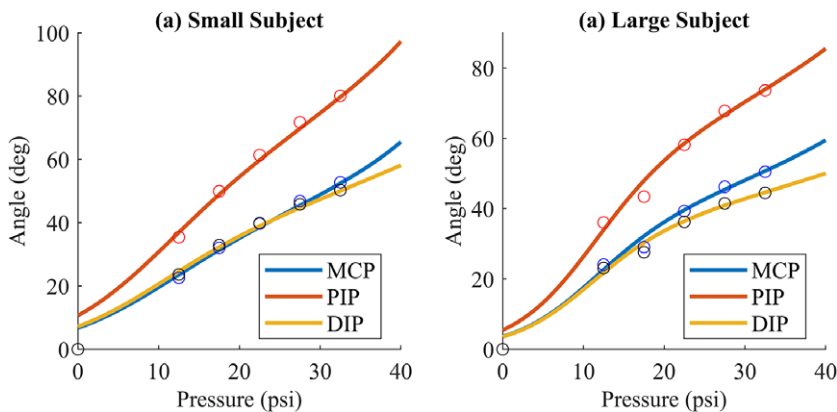 (a) Small Subject
100
80
60
40
20
0
Angle (deg)
MCP
PIP
DIP
0 10 20 30 40
Pressure (psi)
(a) Large Subject
80
60
40
20
0
Angle (deg)
MCP
PIP
DIP
0 10 20 30 40
Pressure (psi)